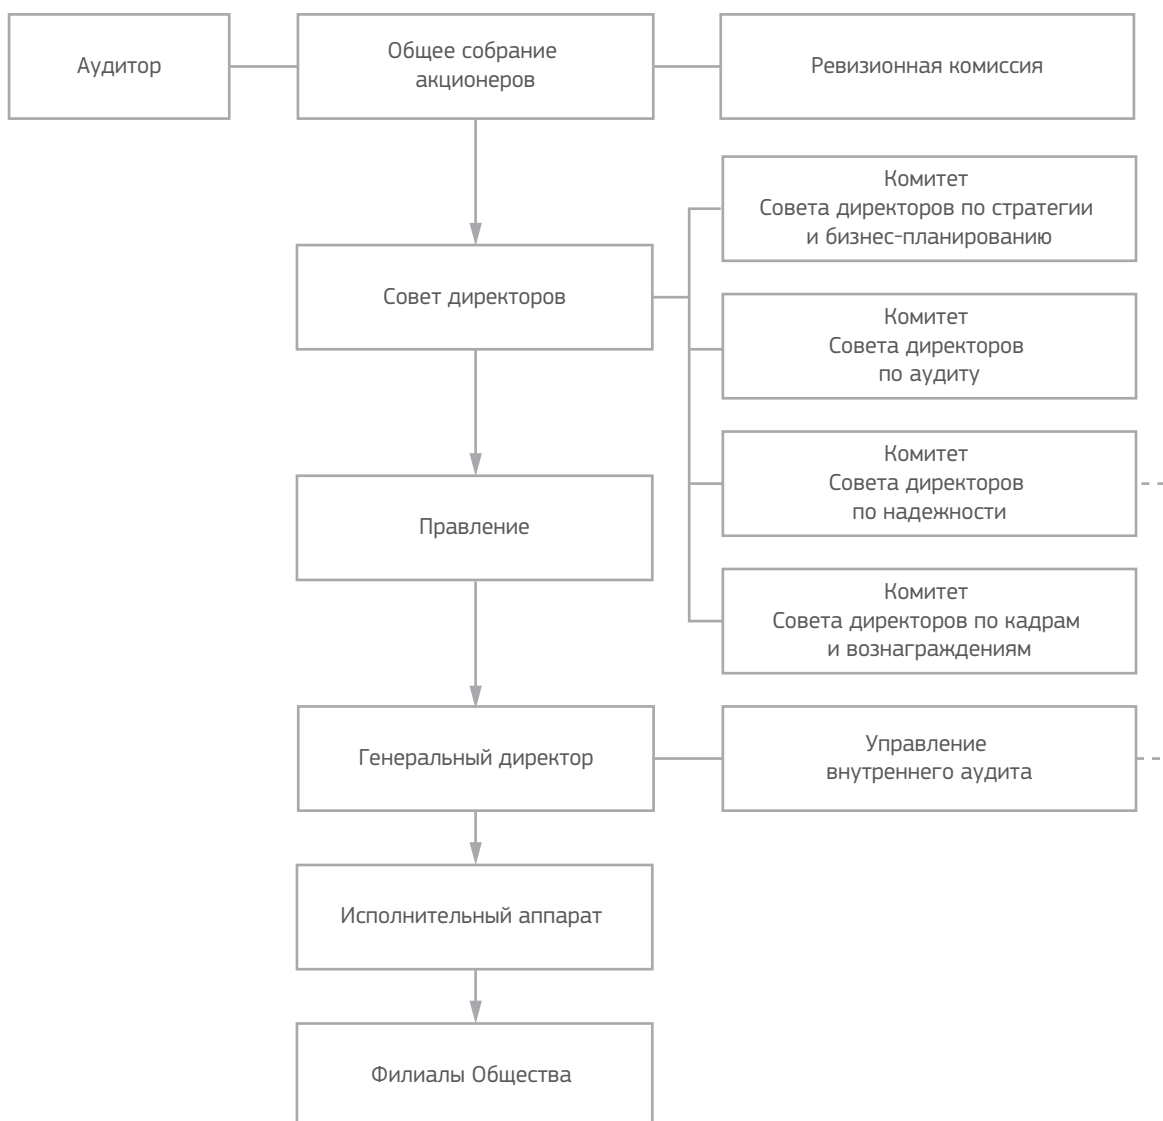 Аудитор
Общее собрание
акционеров
Ревизионная комиссия
Комитет
Совета директоров по стратегии
и бизнес-планированию
Совет директоров
Комитет
Совета директоров
по аудиту
Комитет
Совета директоров
по надежности
Правление
Комитет
Совета директоров по кадрам
и вознаграждениям
Генеральный директор
Управление
внутреннего аудита
Исполнительный аппарат
Филиалы Общества